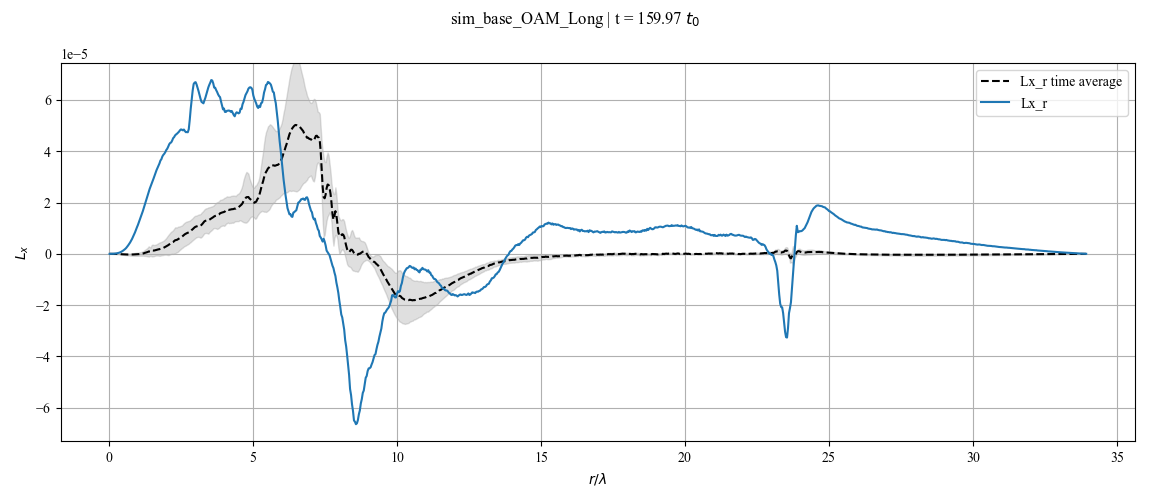 sim_base_OAM_Long | t = 159.97 t₀
1e−5
Lx_r time average
Lx_r
6
4
2
0
−2
−4
−6
Lₓ
0 5 10 15 20 25 30 35
r/λ